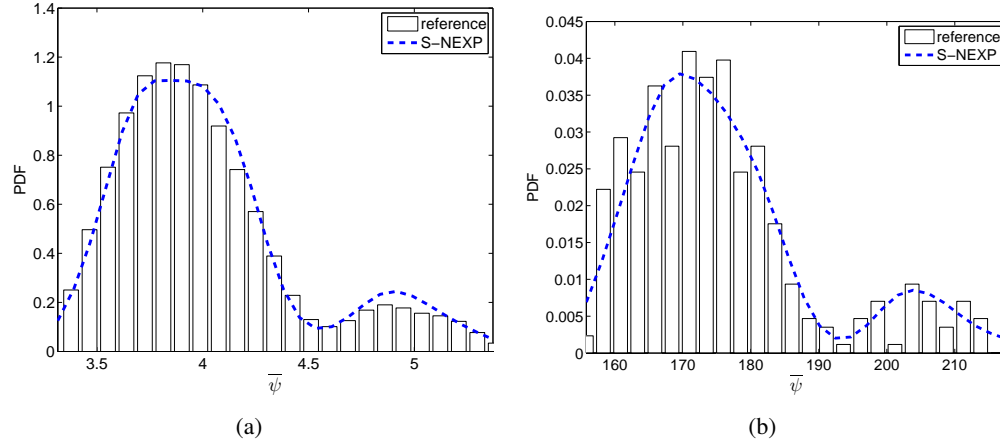 1.4
1.2
1
0.8
0.6
0.4
0.2
0
PDF
3.5 4 4.5 5
ψ̅
reference
S-NEXP
(a)
0.045
0.04
0.035
0.03
0.025
0.02
0.015
0.01
0.005
0
PDF
160 170 180 190 200 210
ψ̅
reference
S-NEXP
(b)